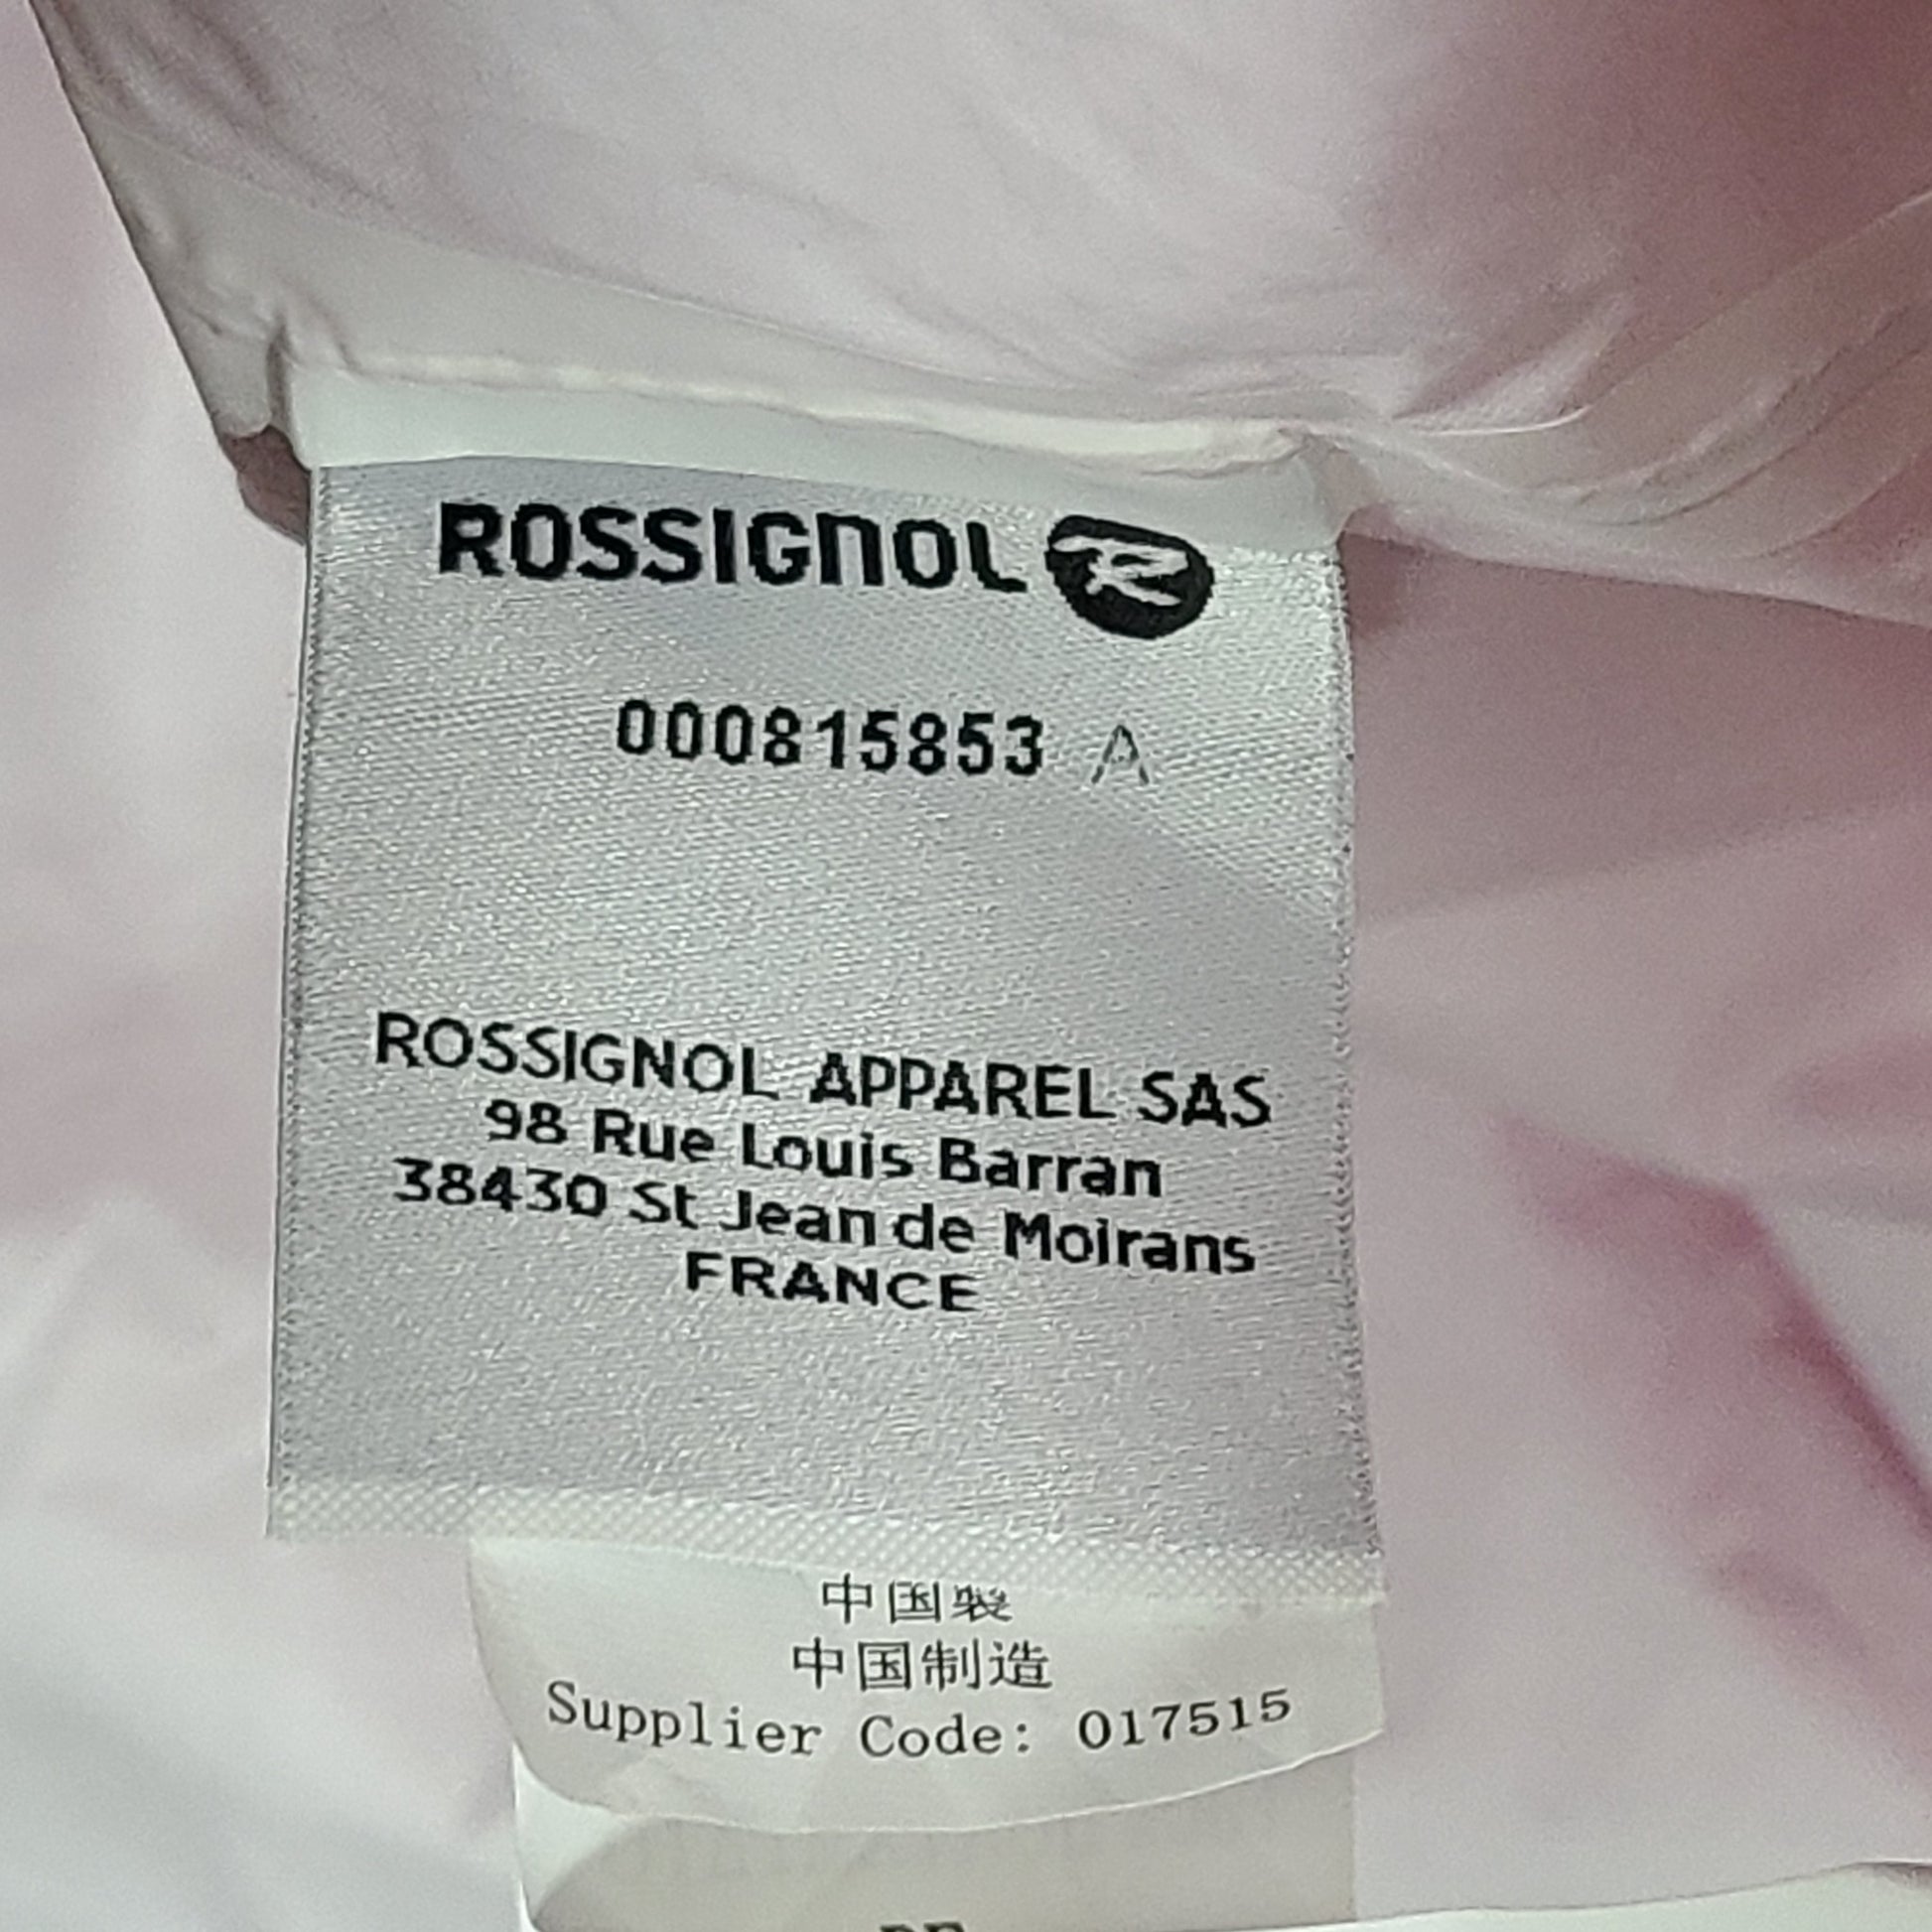 ROSSIGNOL R
000815853 A
ROSSIGNOL APPAREL SAS
98 Rue Louis Barran
38430 St Jean de Moirans
FRANCE
中国製
中国制造
Supplier Code: 017515